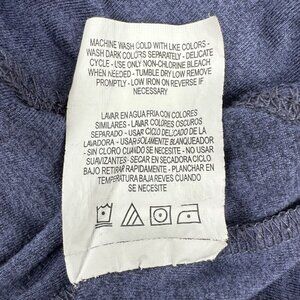 MACHINE WASH COLD WITH LIKE COLORS -
WASH DARK COLORS SEPARATELY - DELICATE
CYCLE - USE ONLY NON-CHLORINE BLEACH
WHEN NEEDED - TUMBLE DRY LOW REMOVE
PROMPTLY - LOW IRON ON REVERSE IF
NECESSARY
LAVAR EN AGUA FRIA CON COLORES
SIMILARES - LAVAR COLORES OSCUROS
SEPARADO - USAR CICLO DELICADO DE LA
LAVADORA - USAR SOLAMENTE BLANQUEADOR
SIN CLORO CUANDO SE NECESITE - NO USAR
SUAVIZANTES - SECAR EN SECADORA CICLO
BAJO RETIRAR RAPIDAMENTE - PLANCHAR EN
TEMPERATURA BAJA REVES CUANDO
SE NECESITE